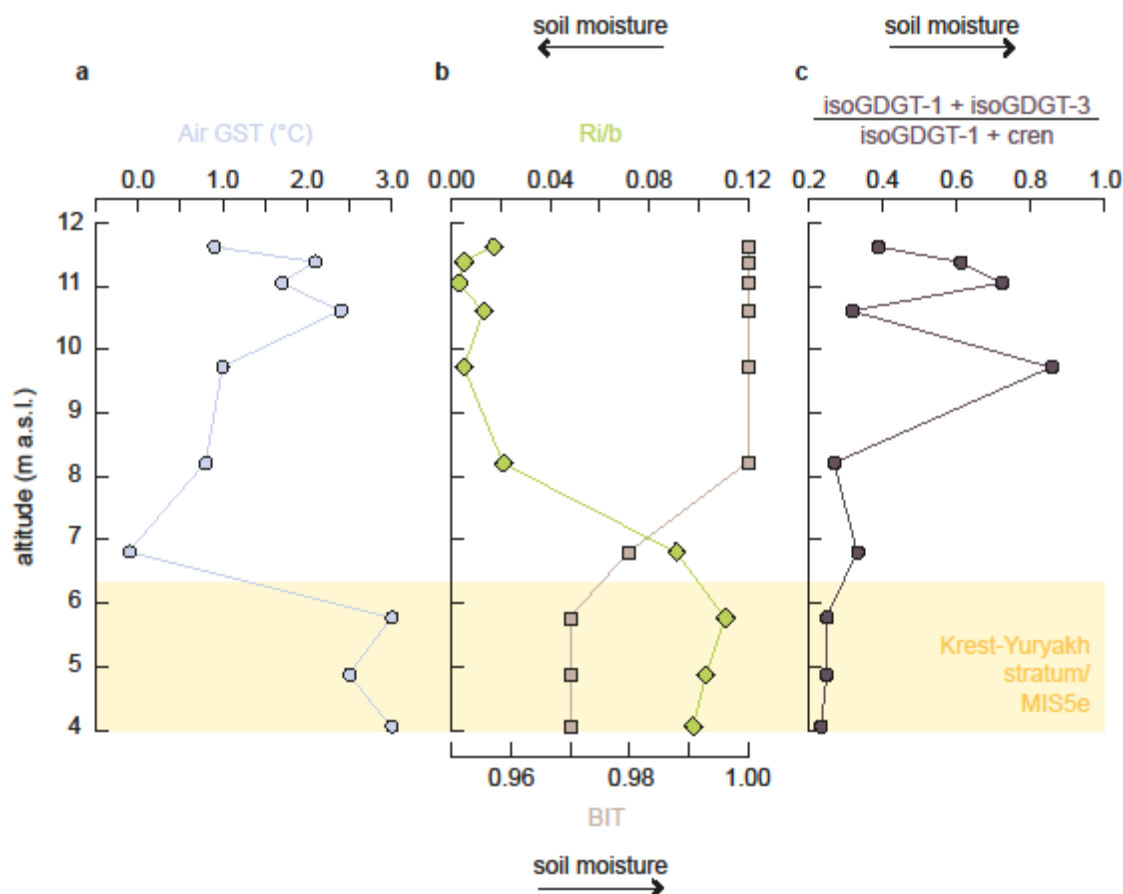 soil moisture
soil moisture
a
b
c
Air GST (°C)
Ri/b
isoGDGT-1 + isoGDGT-3
isoGDGT-1 + cren
0.0 1.0 2.0 3.0
0.00 0.04 0.08 0.12
0.2 0.4 0.6 0.8 1.0
altitude (m a.s.l.)
12
11
10
9
8
7
6
5
4
Krest-Yuryakh
stratum/
MIS5e
0.96 0.98 1.00
BIT
soil moisture